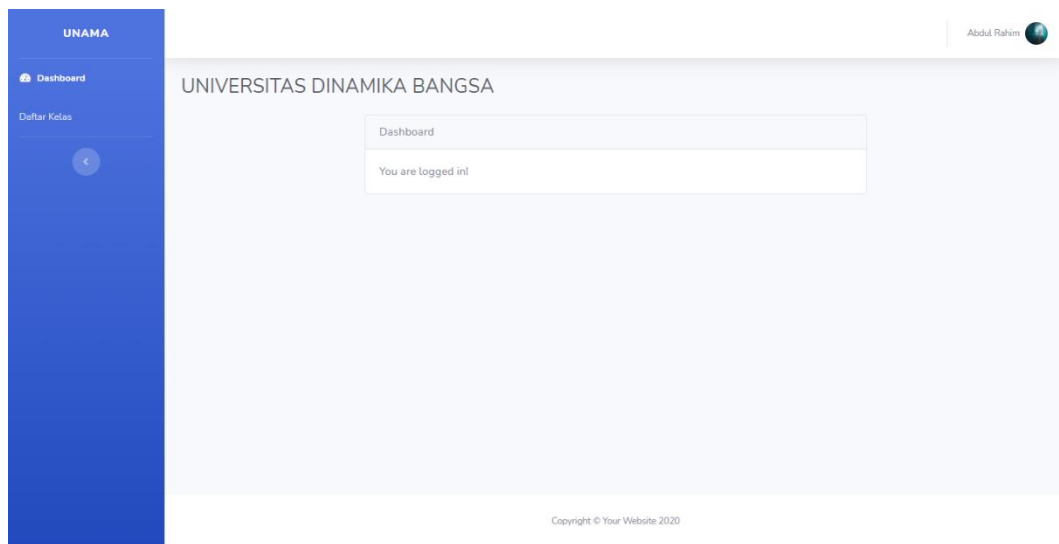 UNAMA
Dashboard
Daftar Kelas
Abdul Rahim
UNIVERSITAS DINAMIKA BANGSA
Dashboard
You are logged in!
Copyright © Your Website 2020